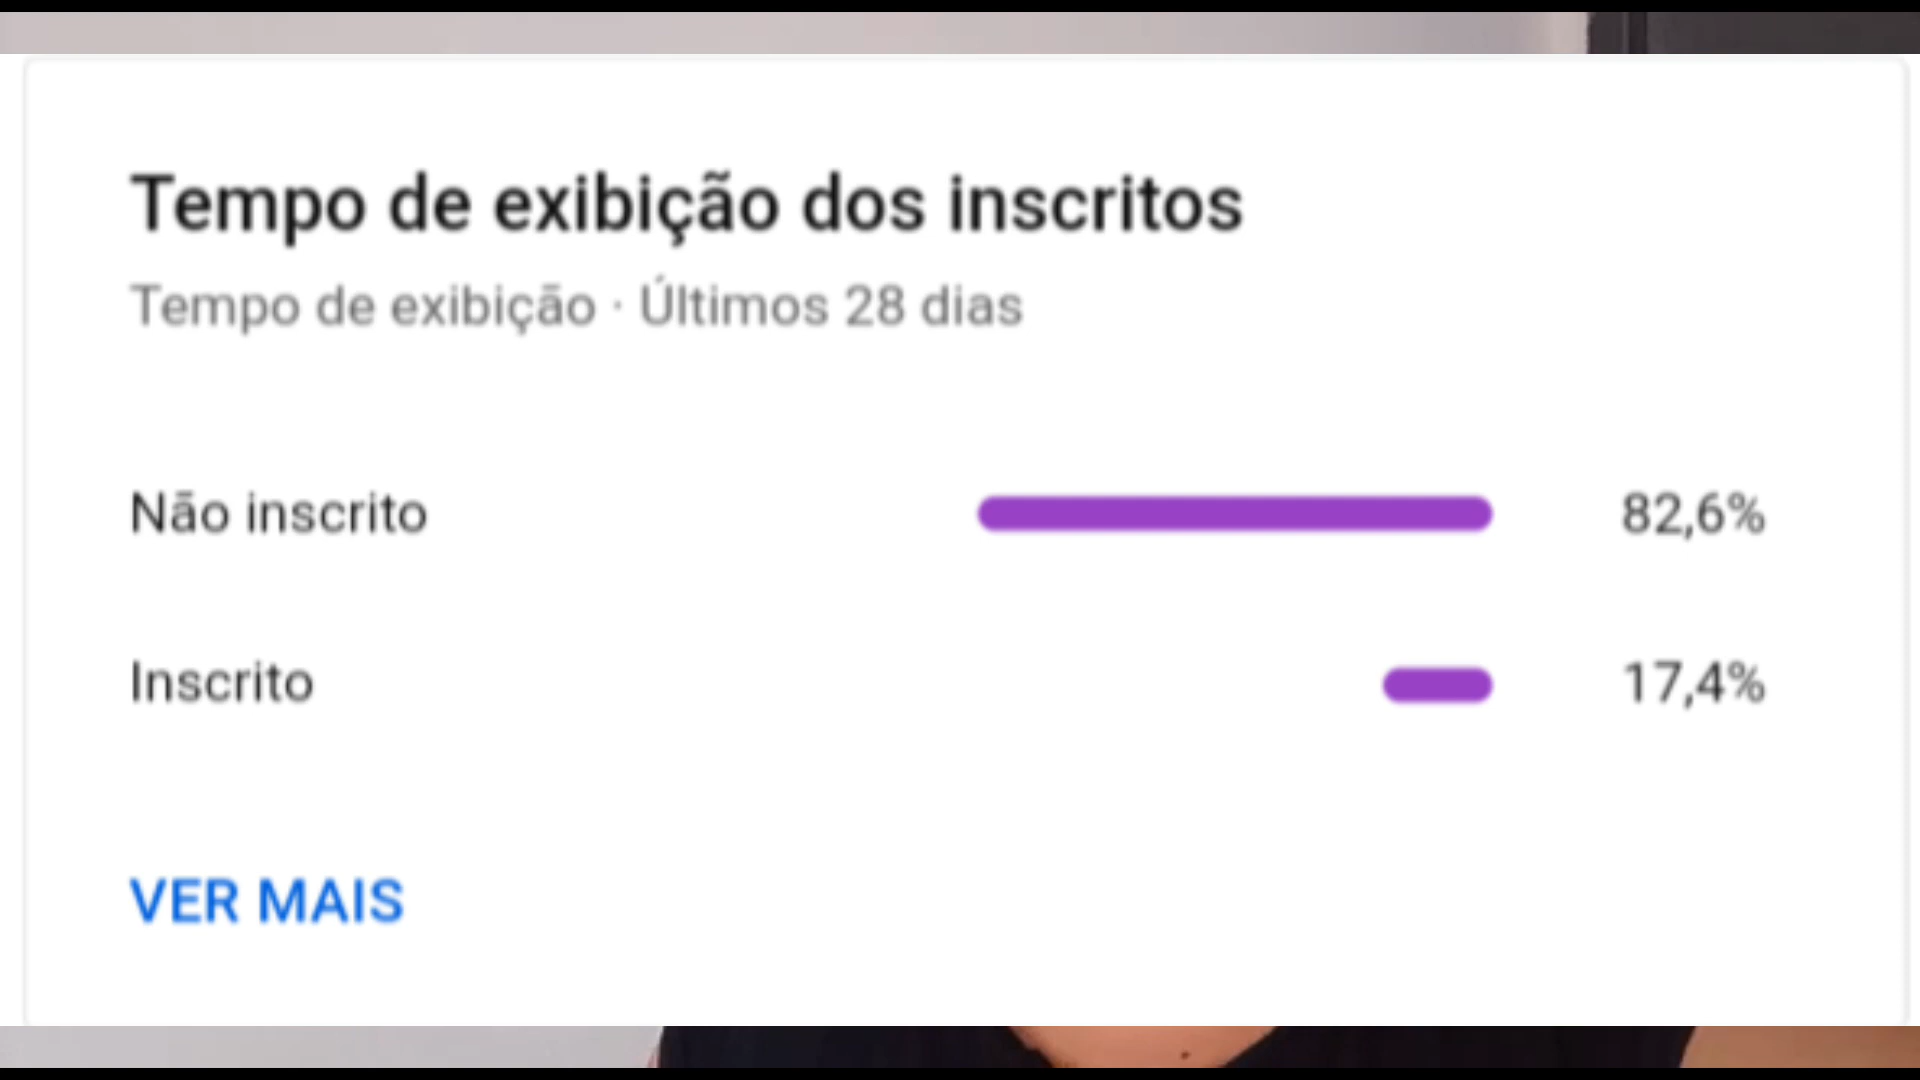 Tempo de exibição dos inscritos
Tempo de exibição · Últimos 28 dias
Não inscrito 82,6%
Inscrito 17,4%
VER MAIS